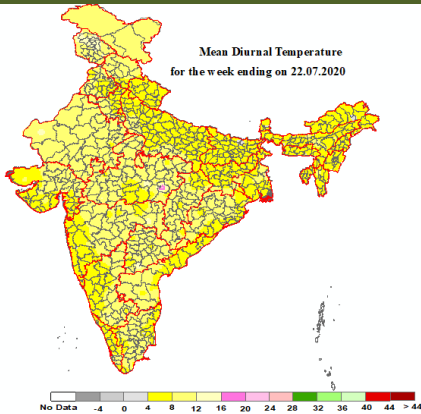 Mean Diurnal Temperature
for the week ending on 22.07.2020
No Data -4 0 4 8 12 16 20 24 28 32 36 40 44 > 44